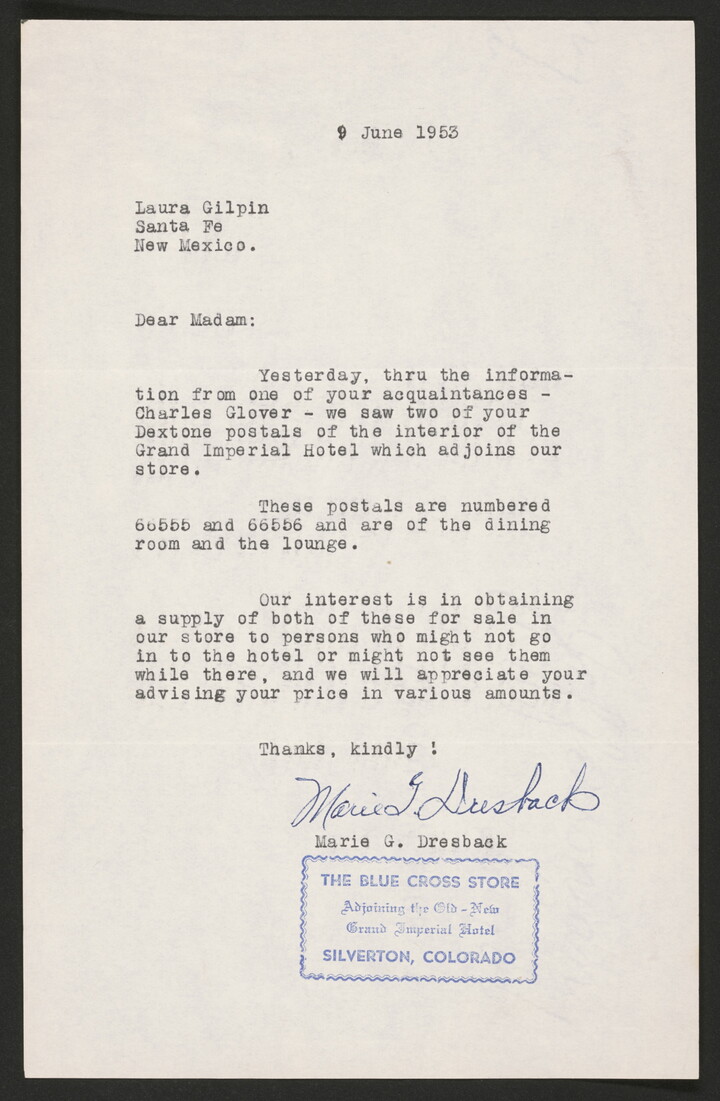 9 June 1953
Laura Gilpin
Santa Fe
New Mexico.
Dear Madam:
Yesterday, thru the informa-
tion from one of your acquaintances -
Charles Glover - we saw two of your
Dextone postals of the interior of the
Grand Imperial Hotel which adjoins our
store.
These postals are numbered
66555 and 66556 and are of the dining
room and the lounge.
Our interest is in obtaining
a supply of both of these for sale in
our store to persons who might not go
in to the hotel or might not see them
while there, and we will appreciate your
advising your price in various amounts.
Thanks, kindly !
Marie G. Dresback
Marie G. Dresback
THE BLUE CROSS STORE
Adjoining the Old-New
Grand Imperial Hotel
SILVERTON, COLORADO